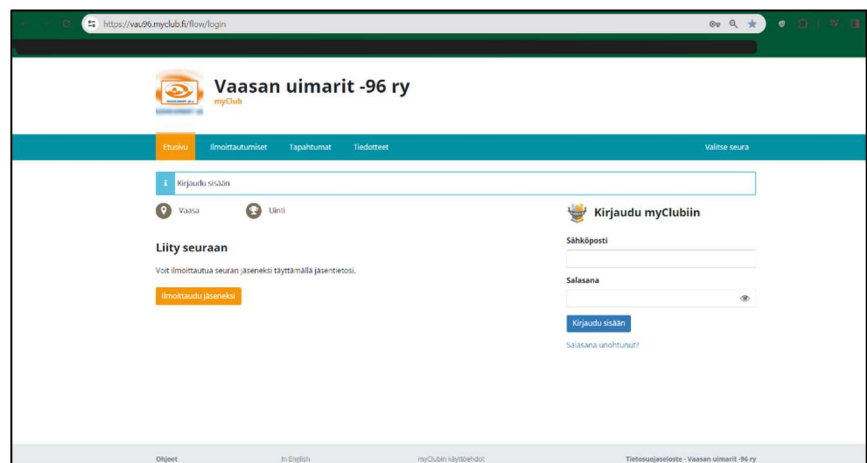 https://vau96.myclub.fi/flow/login
Vaasan uimarit -96 ry
myClub
Etusivu Ilmoittautumiset Tapahtumat Tiedotteet Valitse seura
Kirjaudu sisään
Vaasa Uinti
Kirjaudu myClubiin
Sähköposti
Liity seuraan
Voit ilmoittautua seuran jäseneksi täyttämällä jäsentietosi.
Salasana
Ilmoittaudu jäseneksi
Kirjaudu sisään
Salasana unohtunut?
Ohjeet In English myClubin käyttöehdot Tietosuojaseloste - Vaasan uimarit -96 ry